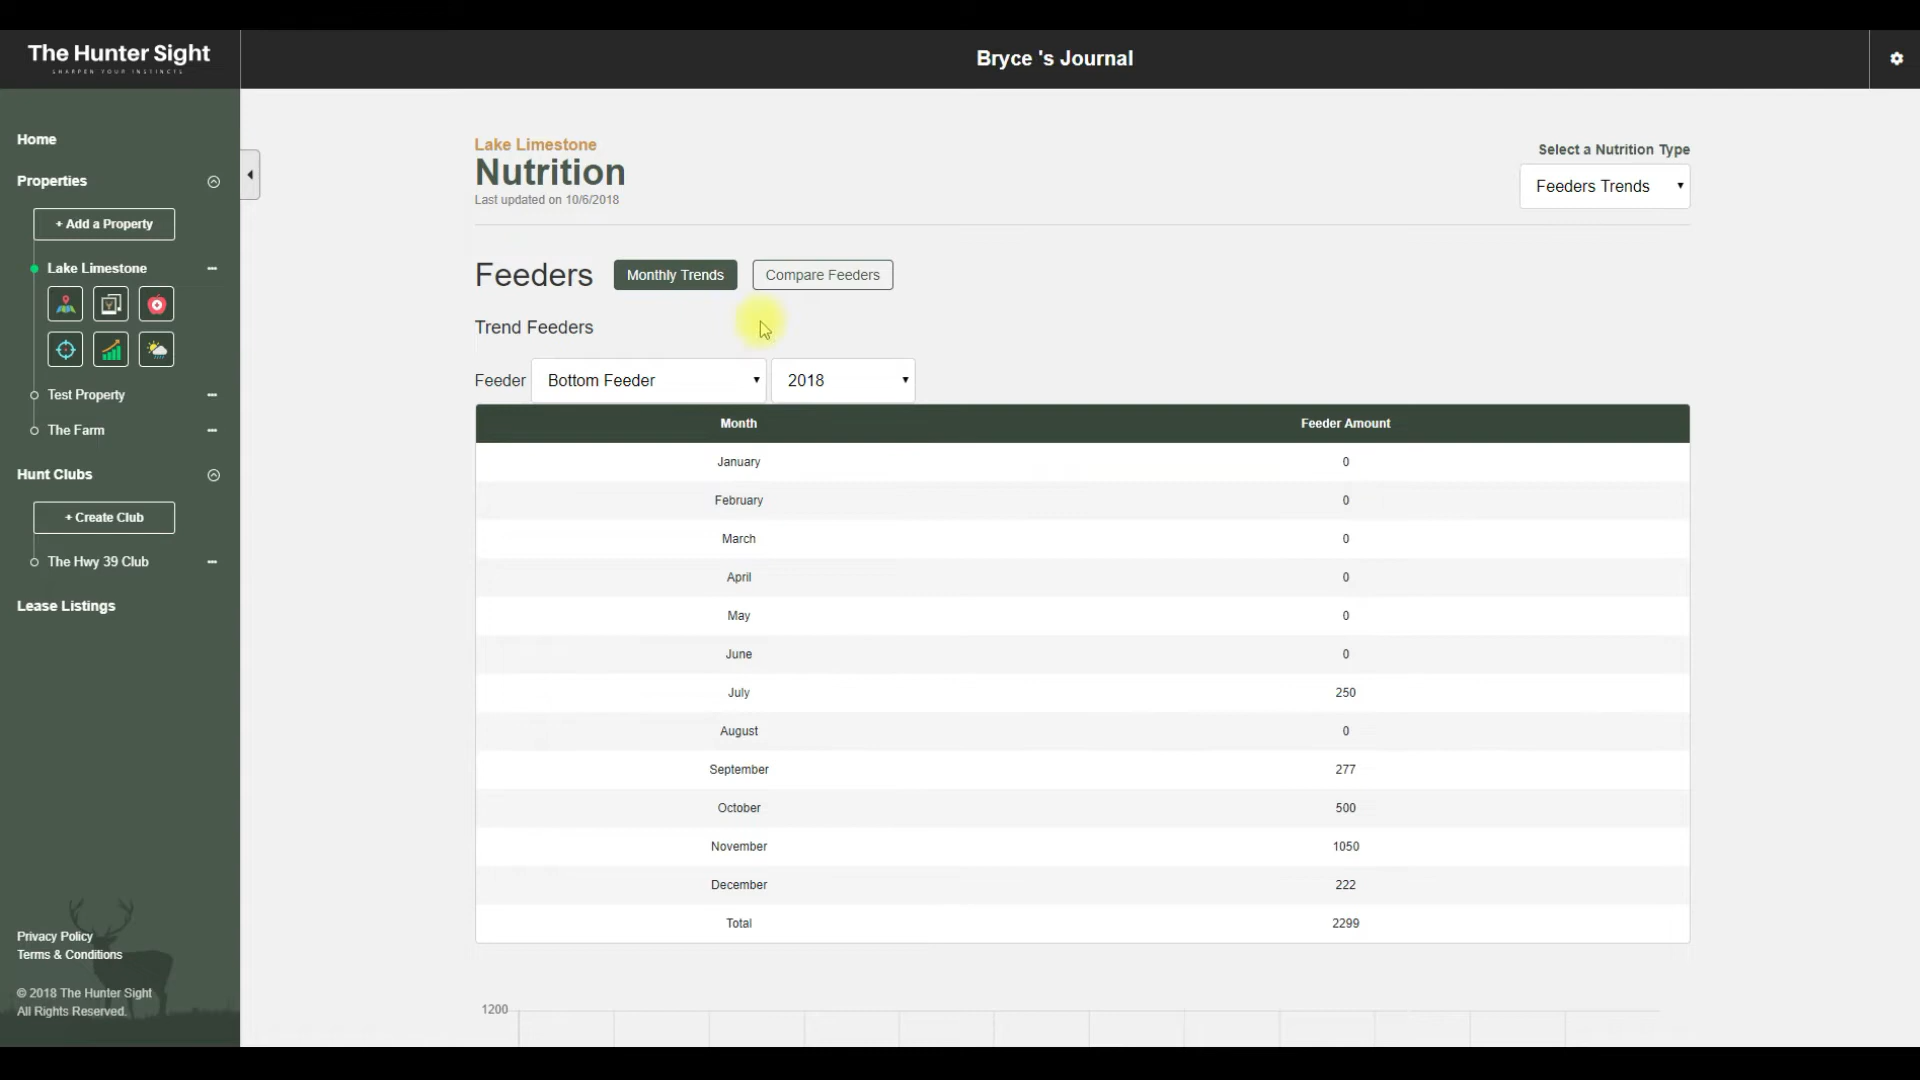 The Hunter Sight
SHARPEN YOUR INSTINCTS
Bryce 's Journal
Home
Properties
+ Add a Property
Lake Limestone
Test Property
The Farm
Hunt Clubs
+ Create Club
The Hwy 39 Club
Lease Listings
Privacy Policy
Terms & Conditions
© 2018 The Hunter Sight
All Rights Reserved.
Lake Limestone
Nutrition
Last updated on 10/6/2018
Select a Nutrition Type
Feeders Trends
Feeders Monthly Trends Compare Feeders
Trend Feeders
Feeder Bottom Feeder 2018
Month Feeder Amount
January 0
February 0
March 0
April 0
May 0
June 0
July 250
August 0
September 277
October 500
November 1050
December 222
Total 2299
1200